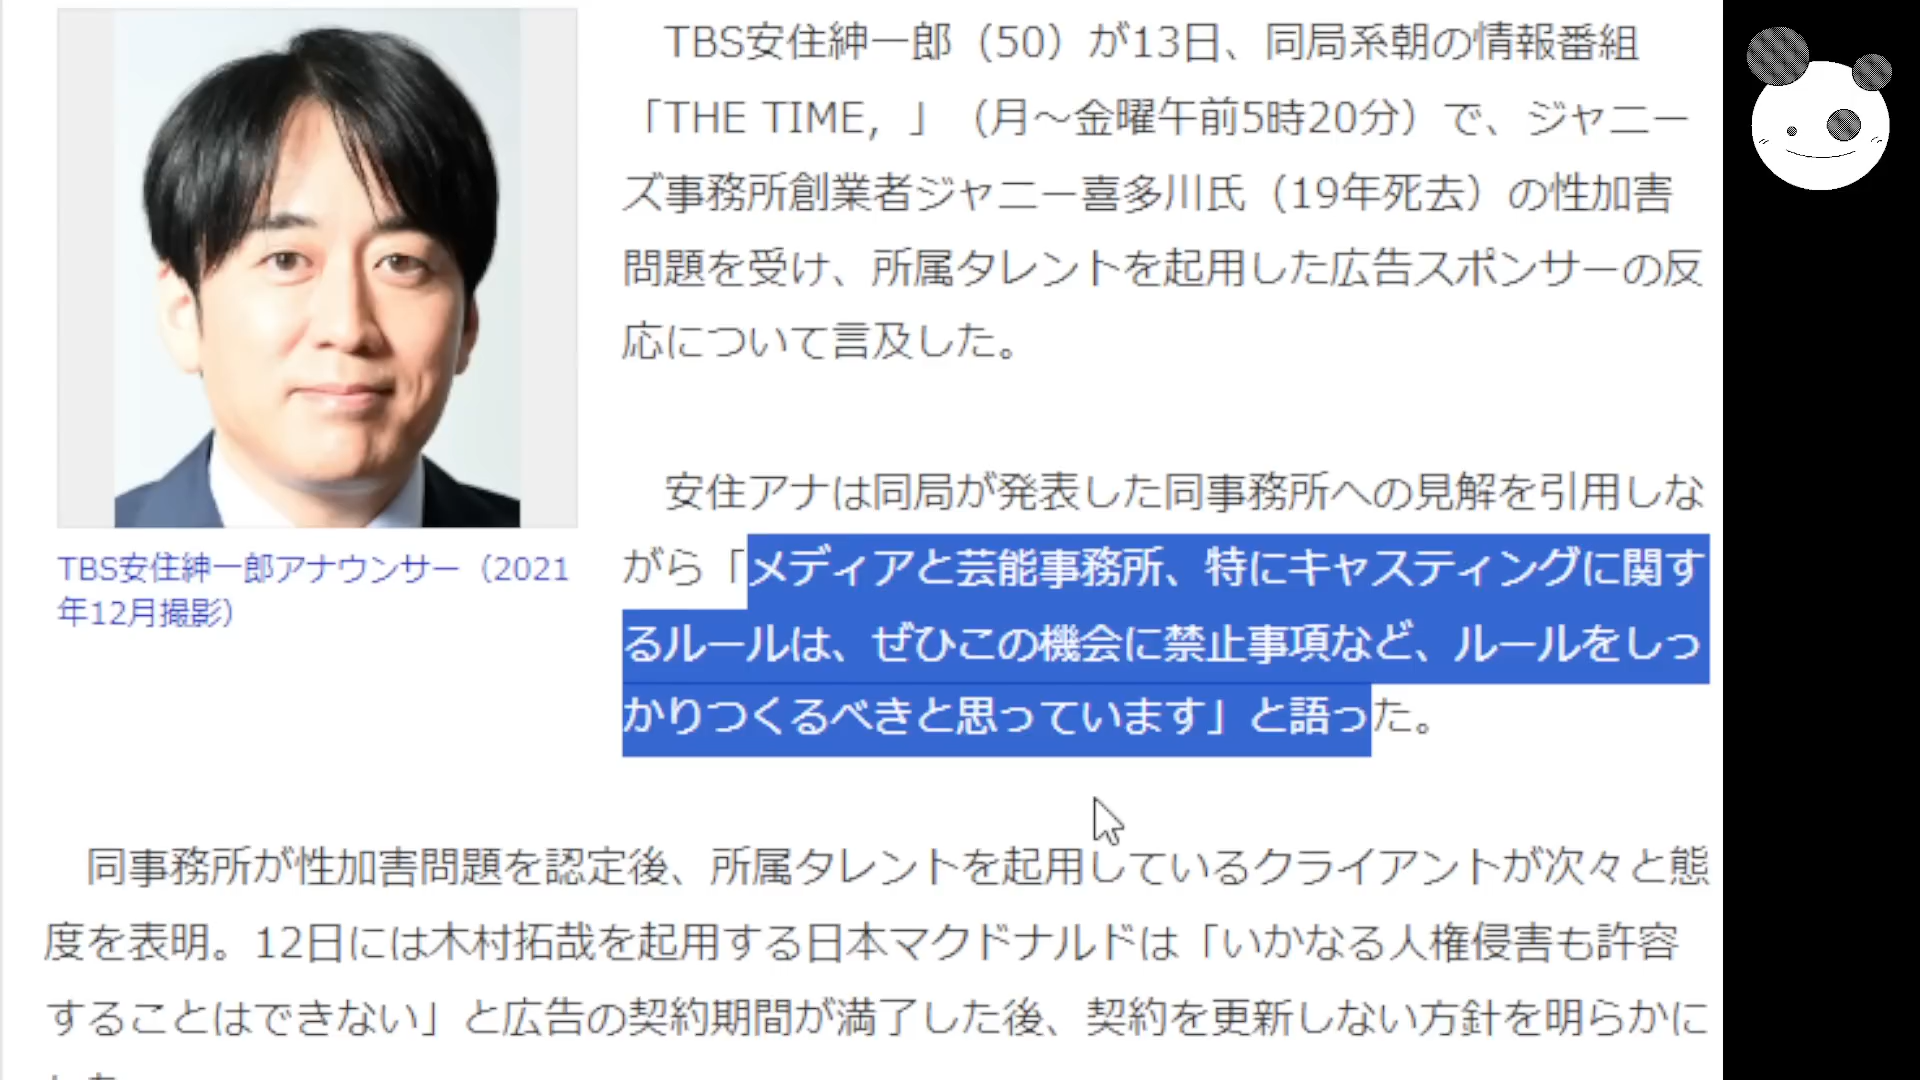 TBS安住紳一郎（50）が13日、同局系朝の情報番組
「THE TIME，」（月～金曜午前5時20分）で、ジャニー
ズ事務所創業者ジャニー喜多川氏（19年死去）の性加害
問題を受け、所属タレントを起用した広告スポンサーの反
応について言及した。
安住アナは同局が発表した同事務所への見解を引用しな
がら「メディアと芸能事務所、特にキャスティングに関す
るルールは、ぜひこの機会に禁止事項など、ルールをしっ
かりつくるべきと思っています」と語った。
TBS安住紳一郎アナウンサー（2021
年12月撮影）
同事務所が性加害問題を認定後、所属タレントを起用しているクライアントが次々と態
度を表明。12日には木村拓哉を起用する日本マクドナルドは「いかなる人権侵害も許容
することはできない」と広告の契約期間が満了した後、契約を更新しない方針を明らかに